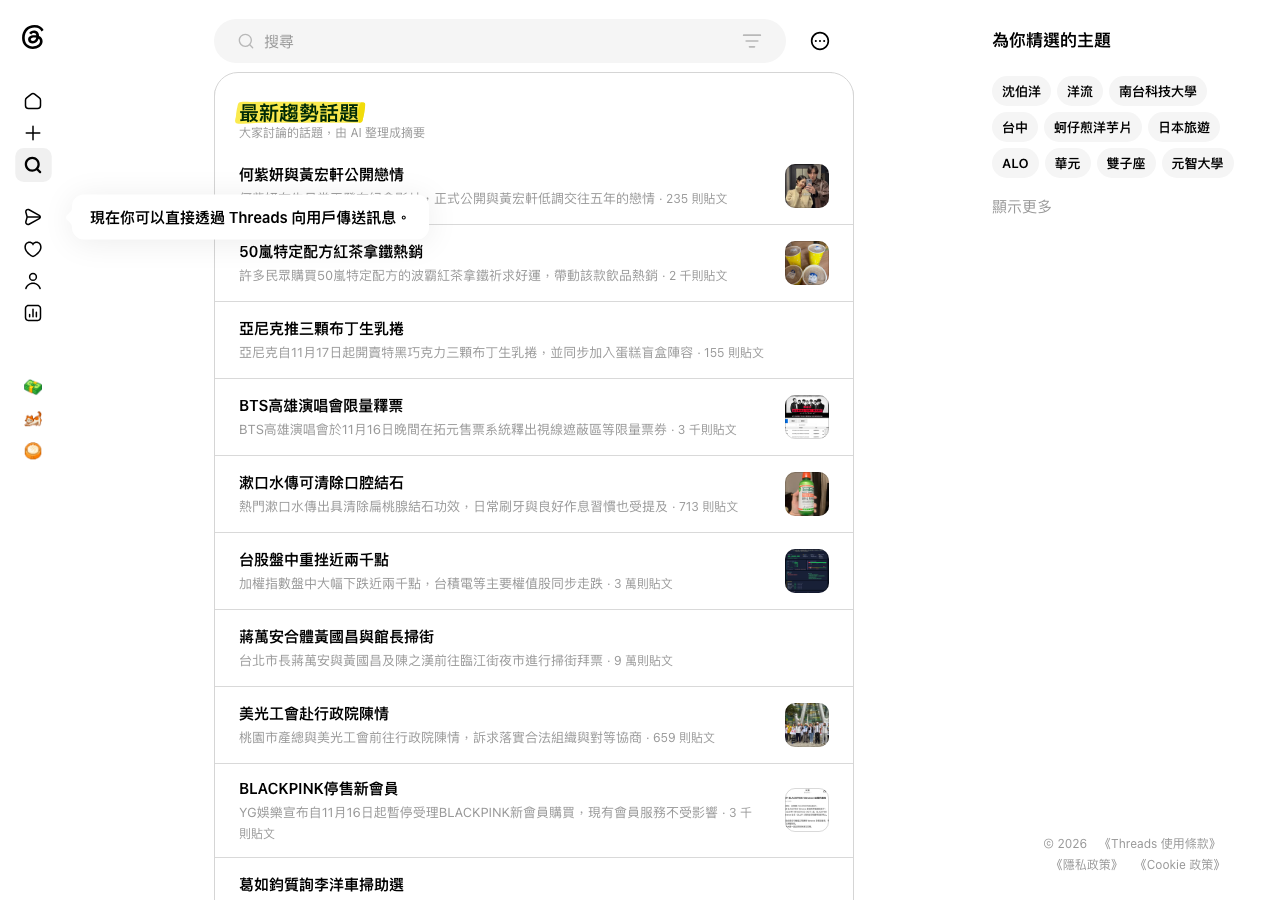 搜尋
最新趨勢話題
大家討論的話題，由 AI 整理成摘要
何紫妍與黃宏軒公開戀情
，正式公開與黃宏軒低調交往五年的戀情 · 235 則貼文
現在你可以直接透過 Threads 向用戶傳送訊息。
50嵐特定配方紅茶拿鐵熱銷
許多民眾購買50嵐特定配方的波霸紅茶拿鐵祈求好運，帶動該款飲品熱銷 · 2 千則貼文
亞尼克推三顆布丁生乳捲
亞尼克自11月17日起開賣特黑巧克力三顆布丁生乳捲，並同步加入蛋糕盲盒陣容 · 155 則貼文
BTS高雄演唱會限量釋票
BTS高雄演唱會於11月16日晚間在拓元售票系統釋出視線遮蔽區等限量票券 · 3 千則貼文
漱口水傳可清除口腔結石
熱門漱口水傳出具清除扁桃腺結石功效，日常刷牙與良好作息習慣也受提及 · 713 則貼文
台股盤中重挫近兩千點
加權指數盤中大幅下跌近兩千點，台積電等主要權值股同步走跌 · 3 萬則貼文
蔣萬安合體黃國昌與館長掃街
台北市長蔣萬安與黃國昌及陳之漢前往臨江街夜市進行掃街拜票 · 9 萬則貼文
美光工會赴行政院陳情
桃園市產總與美光工會前往行政院陳情，訴求落實合法組織與對等協商 · 659 則貼文
BLACKPINK停售新會員
YG娛樂宣布自11月16日起暫停受理BLACKPINK新會員購買，現有會員服務不受影響 · 3 千
則貼文
葛如鈞質詢李洋車掃助選
為你精選的主題
沈伯洋 洋流 南台科技大學
台中 蚵仔煎洋芋片 日本旅遊
ALO 華元 雙子座 元智大學
顯示更多
© 2026 《Threads 使用條款》
《隱私政策》 《Cookie 政策》